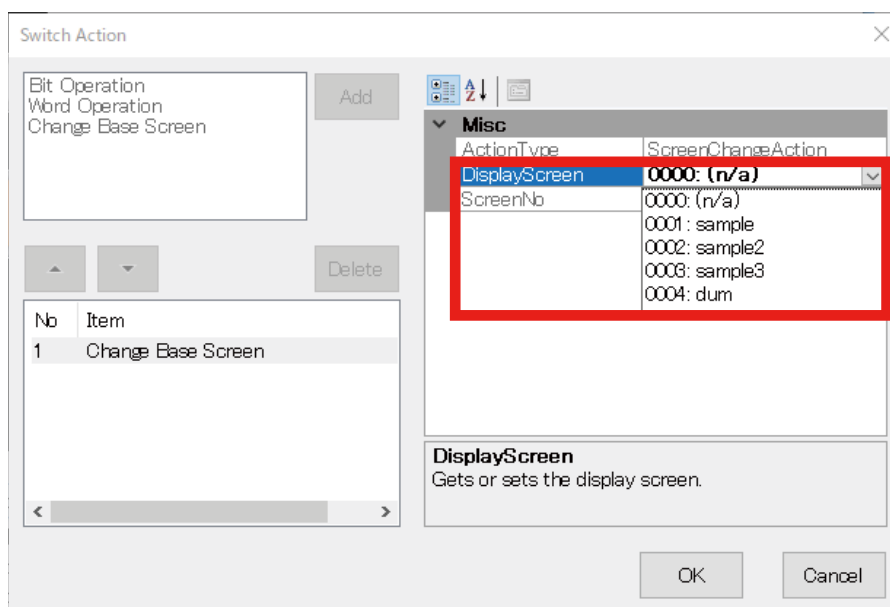 Switch Action
Bit Operation
Word Operation
Change Base Screen
Add
Delete
No Item
1 Change Base Screen
Misc
ActionType ScreenChangeAction
DisplayScreen 0000: (n/a)
ScreenNo
0000: (n/a)
0001: sample
0002: sample2
0003: sample3
0004: dum
DisplayScreen
Gets or sets the display screen.
OK
Cancel